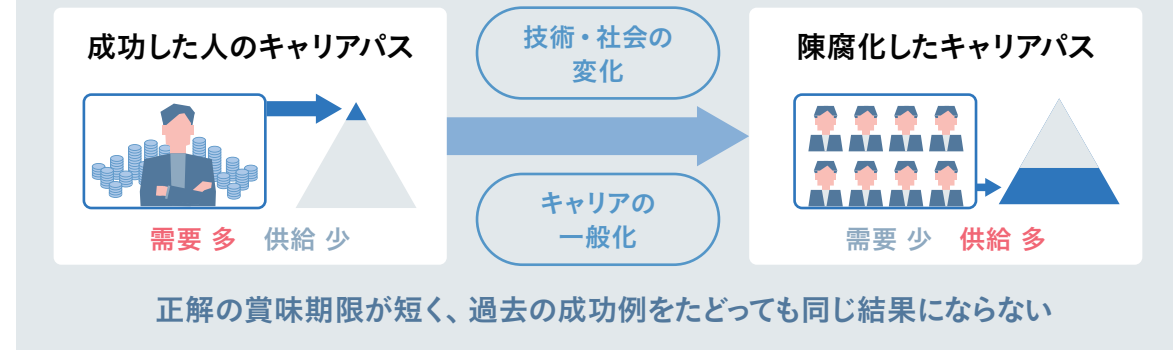 成功した人のキャリアパス
需要 多 供給 少
技術・社会の
変化
キャリアの
一般化
陳腐化したキャリアパス
需要 少 供給 多
正解の賞味期限が短く、過去の成功例をたどっても同じ結果にならない